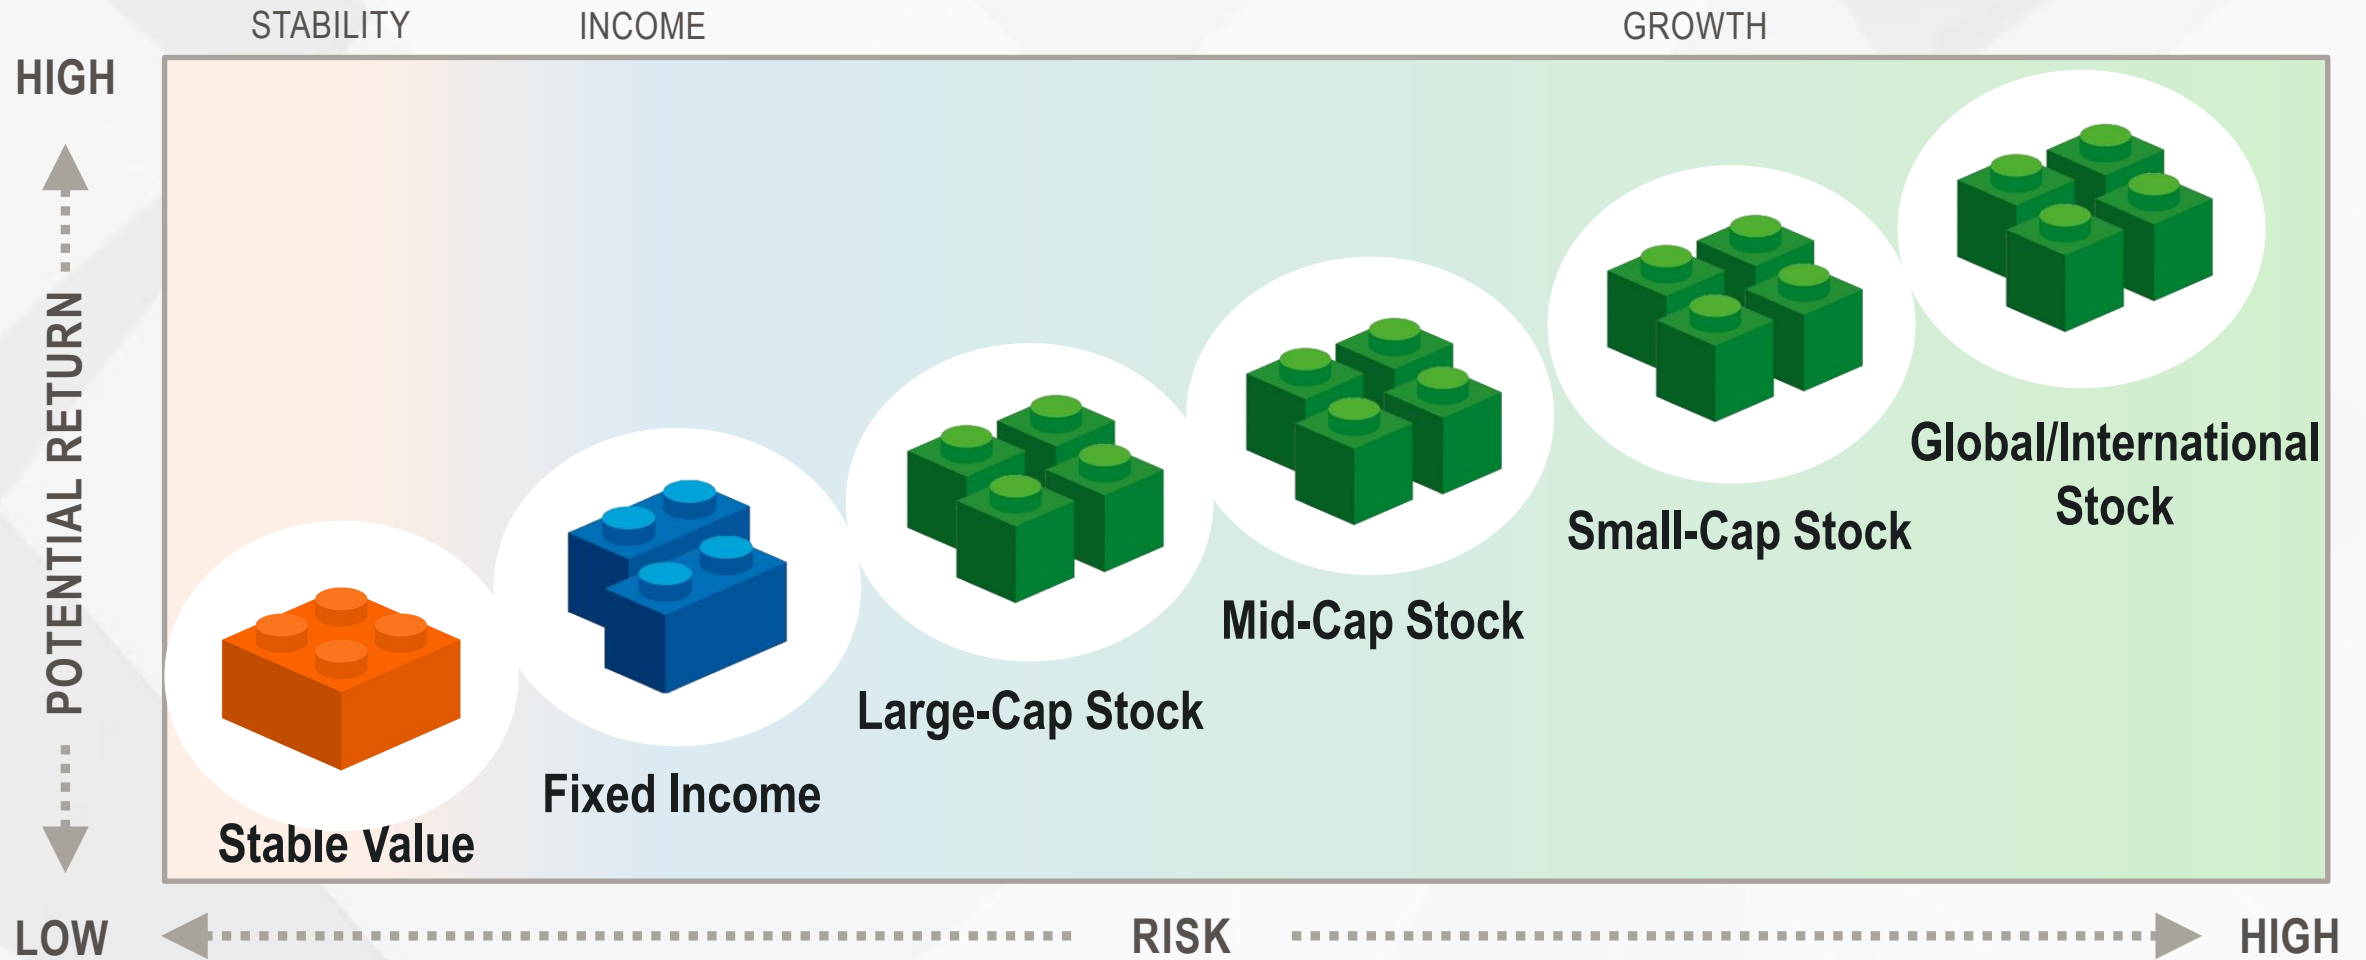 STABILITY
INCOME
GROWTH
HIGH
POTENTIAL RETURN
Global/International
Stock
Small-Cap Stock
Mid-Cap Stock
Large-Cap Stock
Fixed Income
Stable Value
LOW
RISK
HIGH